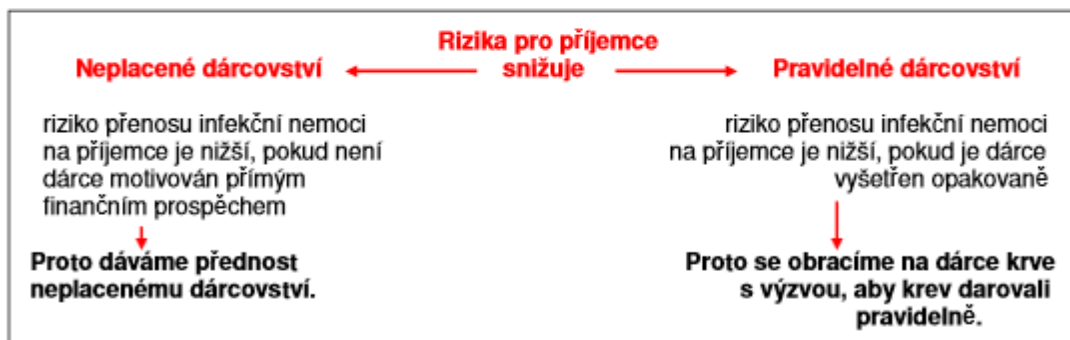 Rizika pro příjemce
snižuje
Neplacené dárcovství
Pravidelné dárcovství
riziko přenosu infekční nemoci
na příjemce je nižší, pokud není
dárce motivován přímým
finančním prospěchem
Proto dáváme přednost
neplacenému dárcovství.
riziko přenosu infekční nemoci
na příjemce je nižší, pokud je dárce
vyšetřen opakovaně
Proto se obracíme na dárce krve
s výzvou, aby krev darovali
pravidelně.